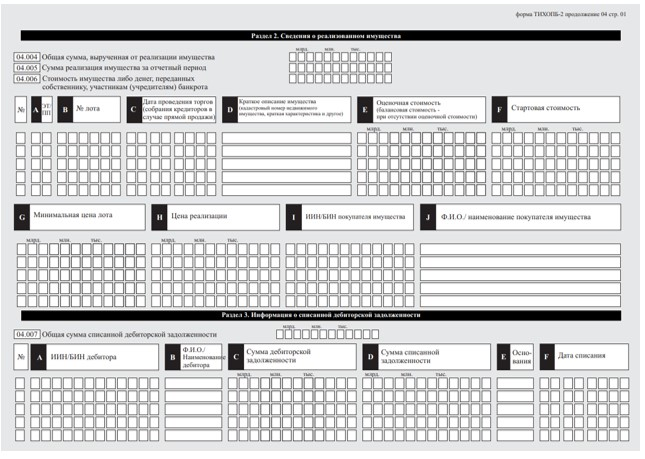 форма ТИХОПБ-2 продолжение 04 стр. 01
Раздел 2. Сведения о реализованном имущества
млрд. млн. тыс.
04.004 Общая сумма, вырученная от реализации имущества
04.005 Сумма реализации имущества за отчетный период
04.006 Стоимость имущества либо денег, переданных
собственнику, участникам (учредителям) банкрота
№ A ЭТ/ПП B № лота C Дата проведения торгов (собрания кредиторов в случае прямой продажи) D Краткое описание имущества (кадастровый номер недвижимого имущества, краткая характеристика и другое) E Оценочная стоимость (балансовая стоимость - при отсутствии оценочной стоимости) F Стартовая стоимость
млрд. млн. тыс. млрд. млн. тыс.
G Минимальная цена лота H Цена реализации I ИИН/БИН покупателя имущества J Ф.И.О./ наименование покупателя имущества
млрд. млн. тыс. млрд. млн. тыс.
Раздел 3. Информация о списанной дебиторской задолженности
млрд. млн. тыс.
04.007 Общая сумма списанной дебиторской задолженности
№ A ИИН/БИН дебитора B Ф.И.О./ Наименование дебитора C Сумма дебиторской задолженности D Сумма списанной задолженности E Осно- вания F Дата списания
млрд. млн. тыс. млрд. млн. тыс.